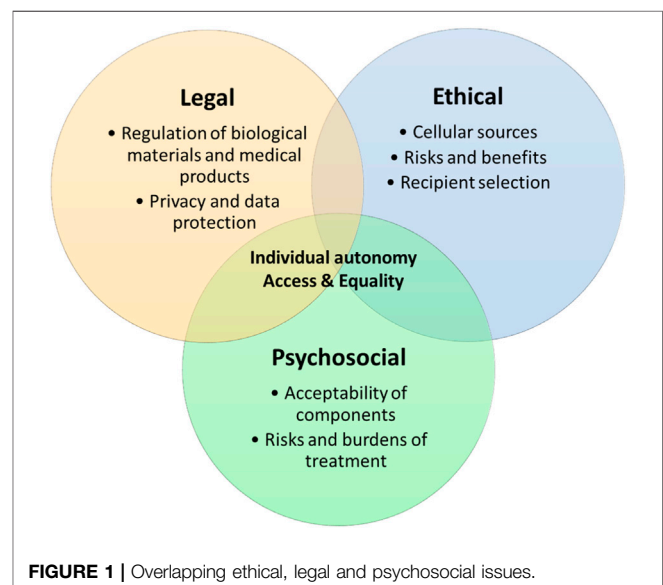 Legal
• Regulation of biological
materials and medical
products
• Privacy and data
protection
Ethical
• Cellular sources
• Risks and benefits
• Recipient selection
Individual autonomy
Access & Equality
Psychosocial
• Acceptability of
components
• Risks and burdens of
treatment
FIGURE 1 | Overlapping ethical, legal and psychosocial issues.